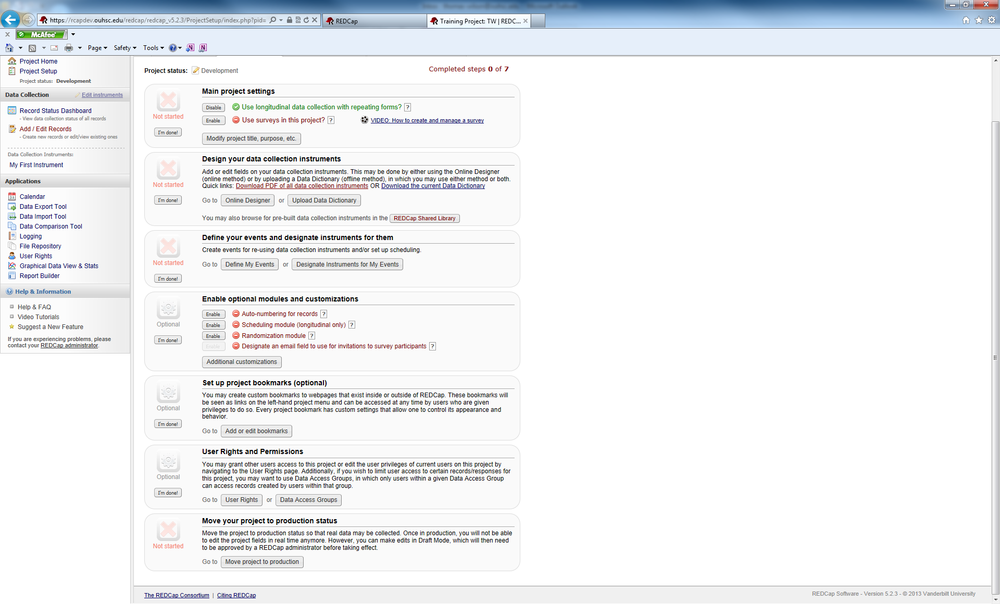 https://rcapdev.ouhsc.edu/redcap/redcap_v5.2.3/ProjectSetup/index.php?pid=
REDCap
Training Project: TW | REDC...
McAfee
Page
Safety
Tools
Project Home
Project Setup
Project status: Development
Data Collection
Edit instruments
Record Status Dashboard
- View data collection status of all records
Add / Edit Records
- Create new records or edit/view existing ones
Data Collection Instruments:
My First Instrument
Applications
Calendar
Data Export Tool
Data Import Tool
Data Comparison Tool
Logging
File Repository
User Rights
Graphical Data View & Stats
Report Builder
Help & Information
Help & FAQ
Video Tutorials
Suggest a New Feature
If you are experiencing problems, please
contact your REDCap administrator.
Project status: Development
Completed steps 0 of 7
Main project settings
Not started
I'm done!
Disable Use longitudinal data collection with repeating forms? ?
Enable Use surveys in this project? ? VIDEO: How to create and manage a survey
Modify project title, purpose, etc.
Design your data collection instruments
Not started
I'm done!
Add or edit fields on your data collection instruments. This may be done by either using the Online Designer
(online method) or by uploading a Data Dictionary (offline method), in which you may use either method or both.
Quick links: Download PDF of all data collection instruments OR Download the current Data Dictionary
Go to Online Designer or Upload Data Dictionary
You may also browse for pre-built data collection instruments in the REDCap Shared Library
Define your events and designate instruments for them
Not started
I'm done!
Create events for re-using data collection instruments and/or set up scheduling.
Go to Define My Events or Designate Instruments for My Events
Enable optional modules and customizations
Optional
I'm done!
Enable Auto-numbering for records ?
Enable Scheduling module (longitudinal only) ?
Enable Randomization module ?
Enable Designate an email field to use for invitations to survey participants ?
Additional customizations
Set up project bookmarks (optional)
Optional
I'm done!
You may create custom bookmarks to webpages that exist inside or outside of REDCap. These bookmarks will
be seen as links on the left-hand project menu and can be accessed at any time by users who are given
privileges to do so. Every project bookmark has custom settings that allow one to control its appearance and
behavior.
Go to Add or edit bookmarks
User Rights and Permissions
Optional
I'm done!
You may grant other users access to this project or edit the user privileges of current users on this project by
navigating to the User Rights page. Additionally, if you wish to limit user access to certain records/responses for
this project, you may want to use Data Access Groups, in which only users within a given Data Access Group
can access records created by users within that group.
Go to User Rights or Data Access Groups
Move your project to production status
Not started
Move the project to production status so that real data may be collected. Once in production, you will not be able
to edit the project fields in real time anymore. However, you can make edits in Draft Mode, which will then need
to be approved by a REDCap administrator before taking effect.
Go to Move project to production
The REDCap Consortium | Citing REDCap
REDCap Software - Version 5.2.3 - © 2013 Vanderbilt University